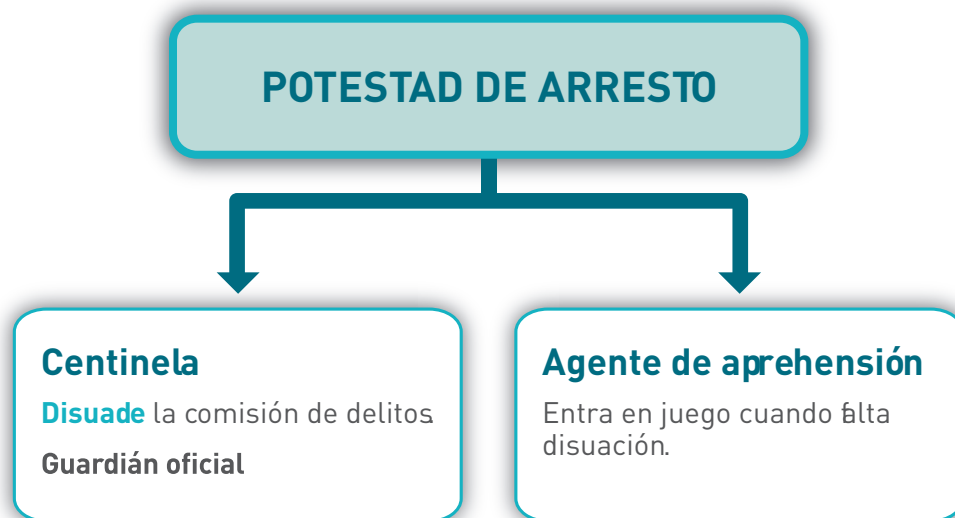 POTESTAD DE ARRESTO
Centinela
Disuade la comisión de delitos.
Guardián oficial
Agente de aprehensión
Entra en juego cuando falta
disuación.